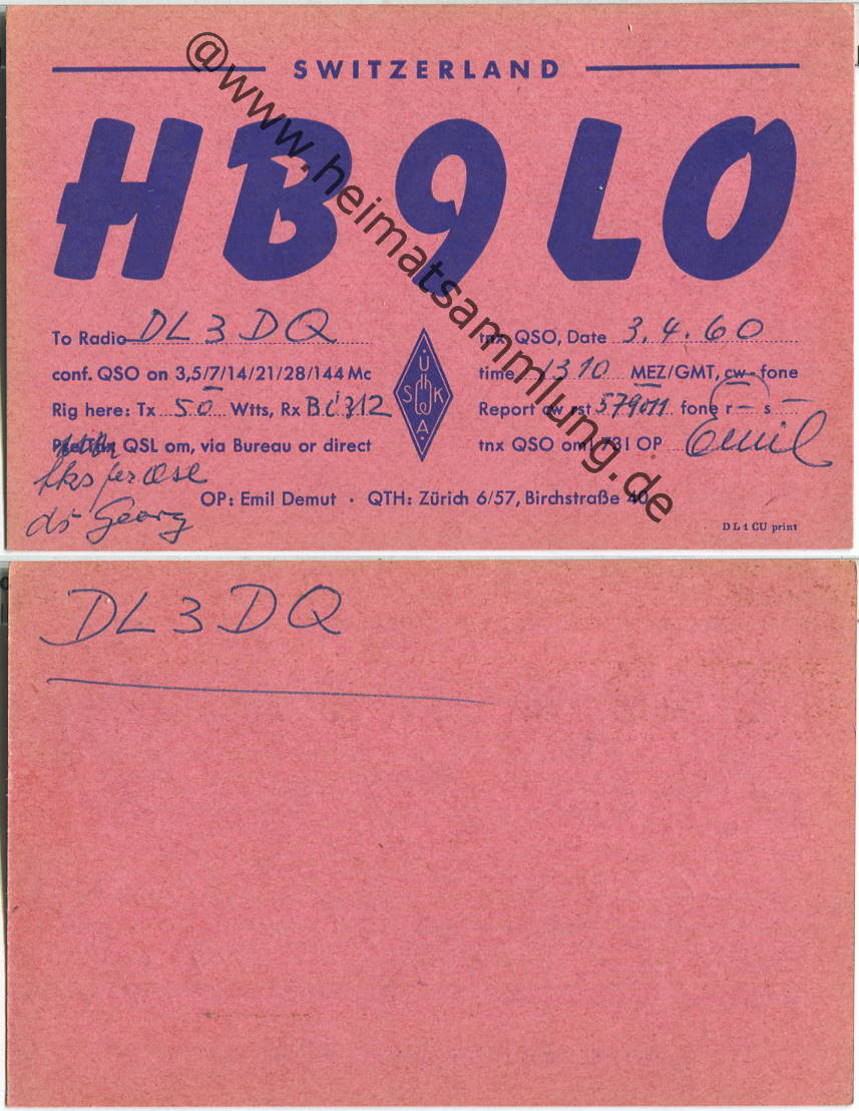 SWITZERLAND
HB9LO
To Radio DL3DQ
tnx QSO, Date 3.4.60
conf. QSO on 3,5/7/14/21/28/144 Mc
time 1310 MEZ/GMT, cw - fone
Rig here: Tx 50 Wtts, Rx BC 312
Report cw rst 579 fone r – s –
U S K A
QSL om, via Bureau or direct
tnx QSO om! 73! OP Emil
tks fer QSL
dr Georg
OP: Emil Demut · QTH: Zürich 6/57, Birchstraße 40
DL1CU print
@www.heimatsammlung.de
DL3DQ